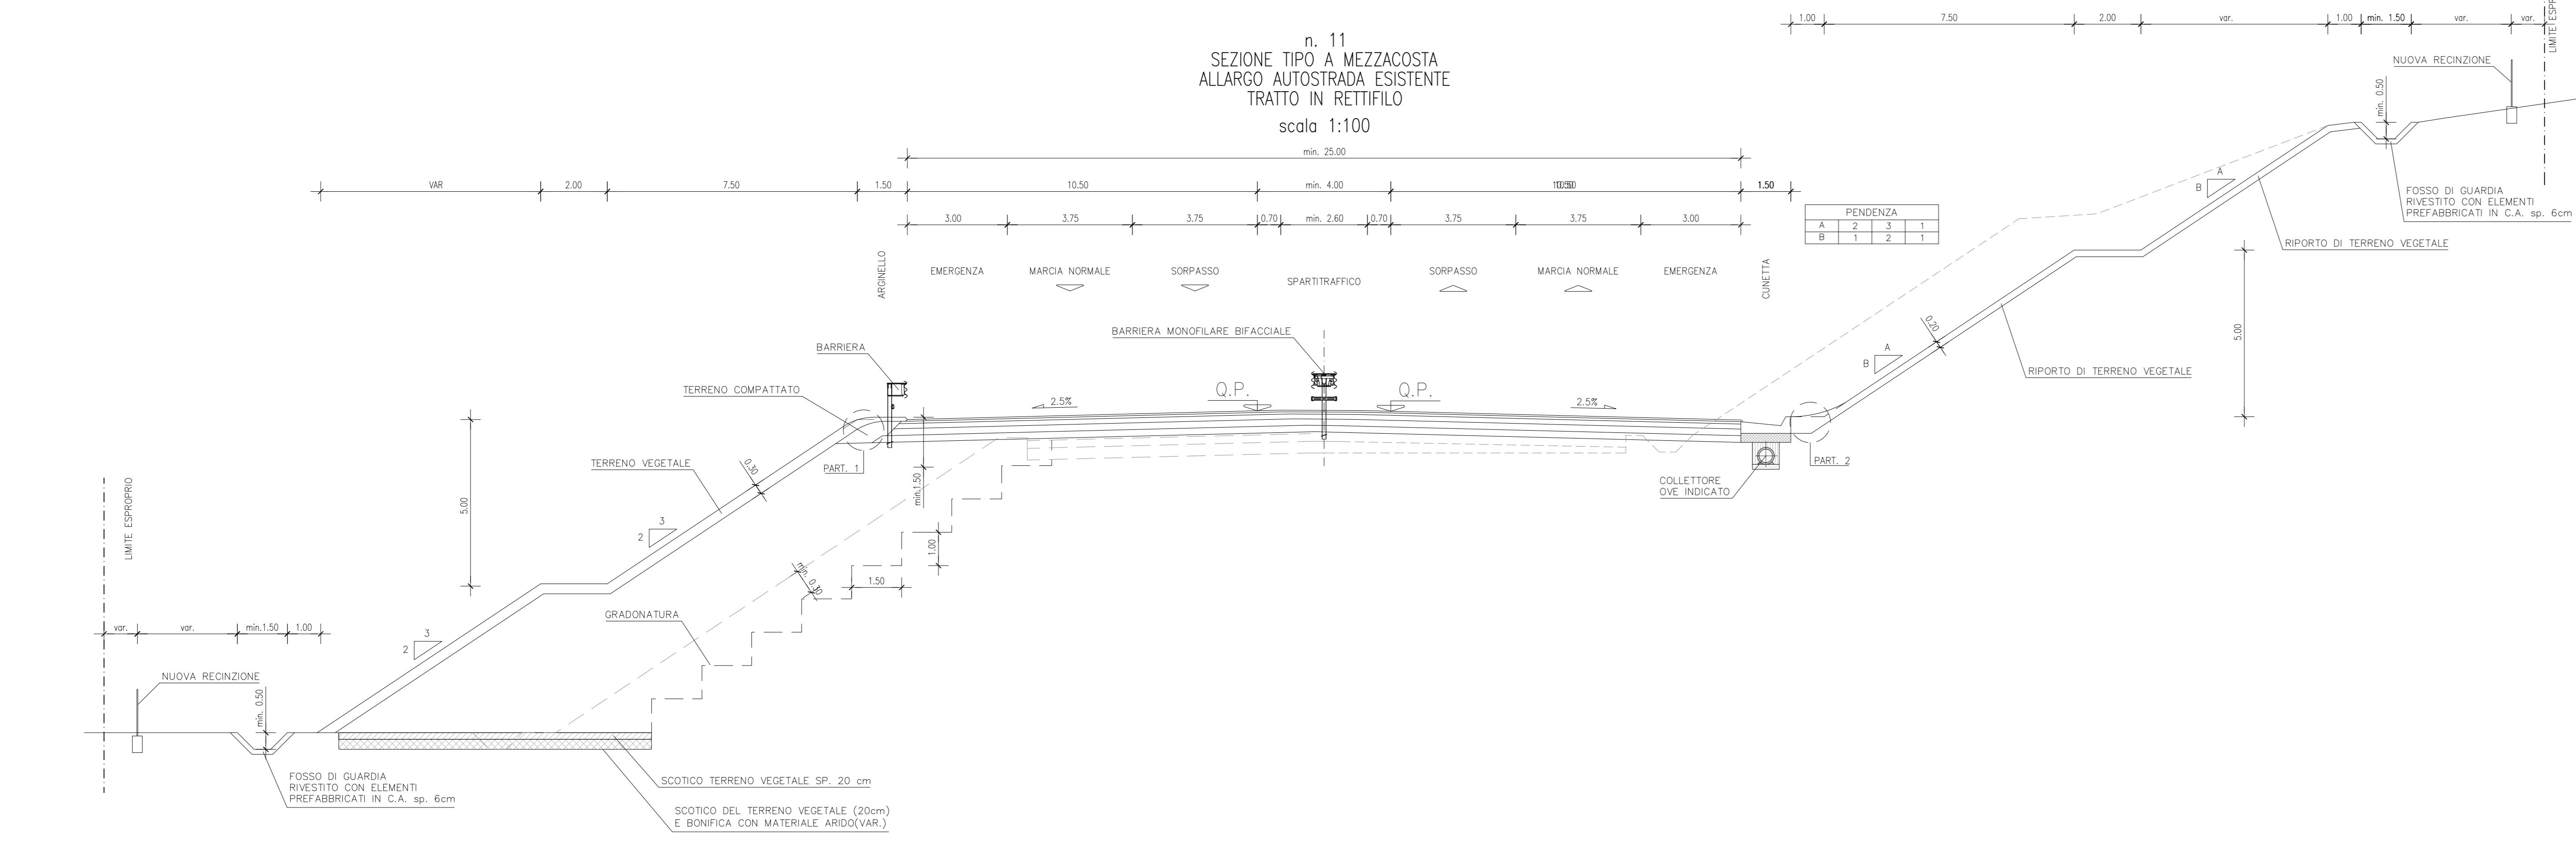 n. 11
SEZIONE TIPO A MEZZACOSTA
ALLARGO AUTOSTRADA ESISTENTE
TRATTO IN RETTIFILO
scala 1:100
1.00 7.50 2.00 var. 1.00 min. 1.50 var. var.
NUOVA RECINZIONE
min. 0.50
min. 25.00
VAR 2.00 7.50 1.50 10.50 min. 4.00 10.50 1.50
3.00 3.75 3.75 0.70 min. 2.60 0.70 3.75 3.75 3.00
PENDENZA
A 2 3 1
B 1 2 1
A
B
FOSSO DI GUARDIA
RIVESTITO CON ELEMENTI
PREFABBRICATI IN C.A. sp. 6cm
RIPORTO DI TERRENO VEGETALE
ARGINELLO
EMERGENZA
MARCIA NORMALE
SORPASSO
SPARTITRAFFICO
SORPASSO
MARCIA NORMALE
EMERGENZA
CUNETTA
BARRIERA MONOFILARE BIFACCIALE
BARRIERA
TERRENO COMPATTATO
Q.P.
Q.P.
2.5%
2.5%
0.20
5.00
A
B
RIPORTO DI TERRENO VEGETALE
TERRENO VEGETALE
0.30
PART. 1
min.1.50
PART. 2
COLLETTORE
OVE INDICATO
LIMITE ESPROPRIO
5.00
3
2
1.00
1.50
min. 0.30
GRADONATURA
var. var. min.1.50 1.00
3
2
NUOVA RECINZIONE
min. 0.50
FOSSO DI GUARDIA
RIVESTITO CON ELEMENTI
PREFABBRICATI IN C.A. sp. 6cm
SCOTICO TERRENO VEGETALE SP. 20 cm
SCOTICO DEL TERRENO VEGETALE (20cm)
E BONIFICA CON MATERIALE ARIDO(VAR.)
LIMITE ESPR